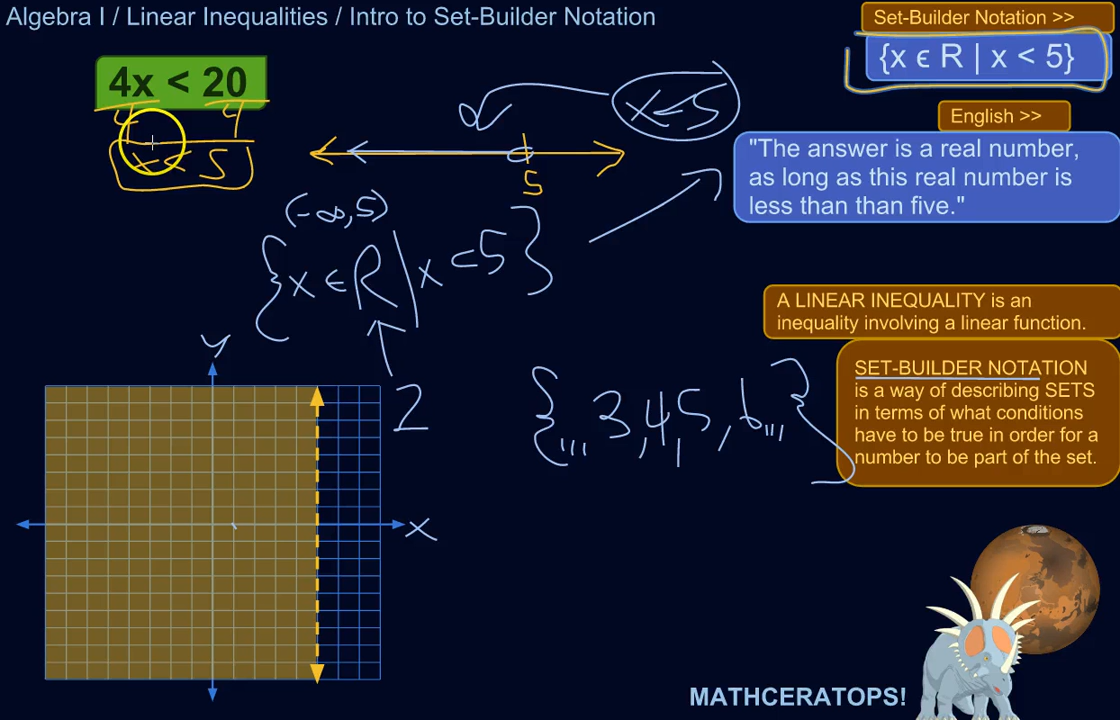 Algebra I / Linear Inequalities / Intro to Set-Builder Notation
Set-Builder Notation >>
{x ϵ R | x < 5}
4x < 20
4 4
x < 5
x < 5
5
English >>
"The answer is a real number,
as long as this real number is
less than than five."
(-∞, 5)
{x ∈ R | x < 5}
A LINEAR INEQUALITY is an
inequality involving a linear function.
y
2
{,,, 3, 4, 5, 6,,, }
SET-BUILDER NOTATION
is a way of describing SETS
in terms of what conditions
have to be true in order for a
number to be part of the set.
x
MATHCERATOPS!